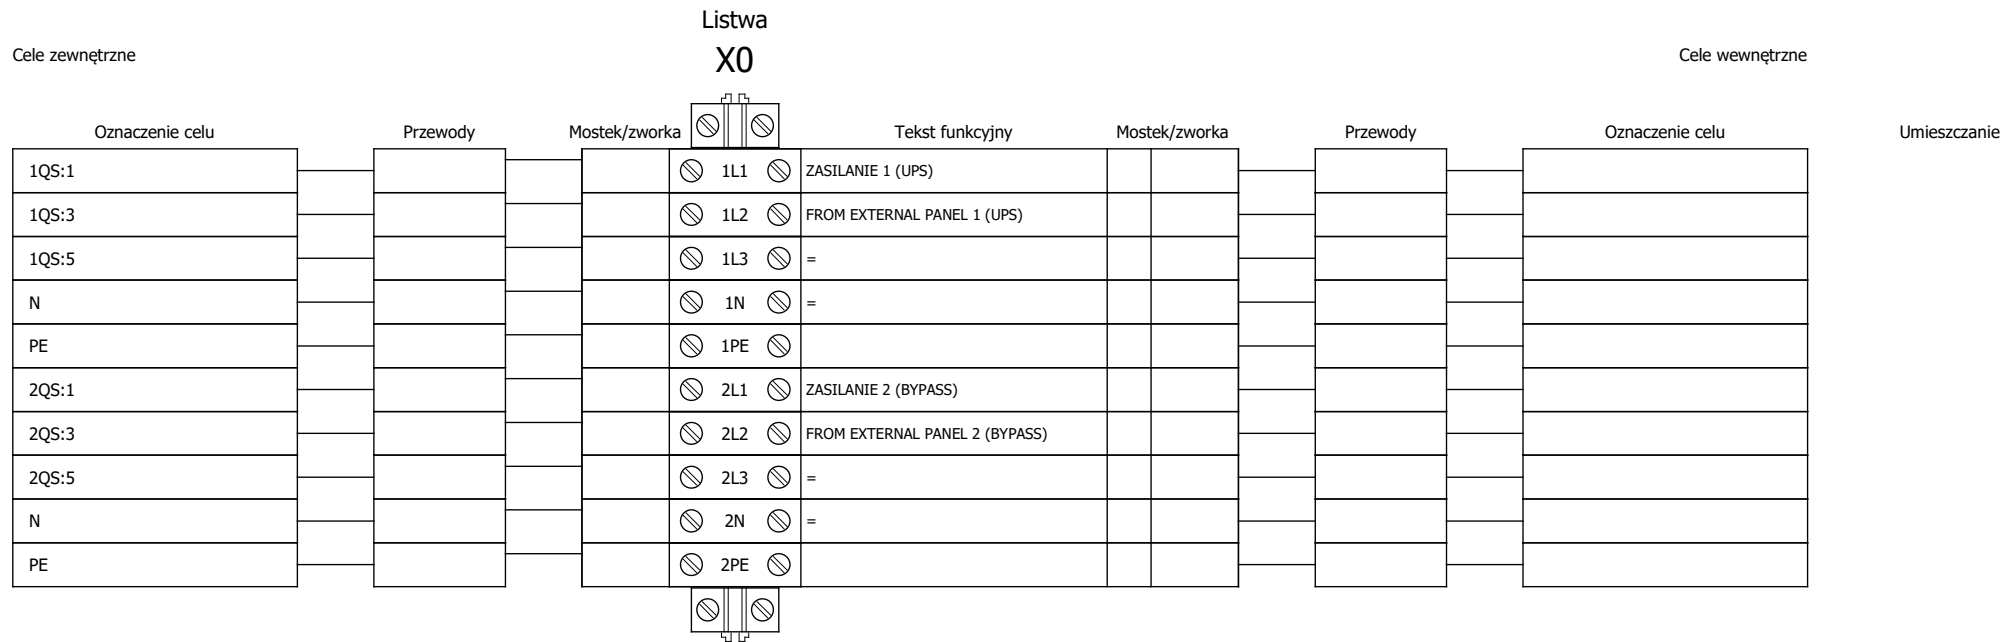 Listwa
Cele zewnętrzne X0 Cele wewnętrzne
Oznaczenie celu Przewody Mostek/zworka Tekst funkcyjny Mostek/zworka Przewody Oznaczenie celu Umieszczanie
1QS:1 1L1 ZASILANIE 1 (UPS)
1QS:3 1L2 FROM EXTERNAL PANEL 1 (UPS)
1QS:5 1L3 =
N 1N =
PE 1PE
2QS:1 2L1 ZASILANIE 2 (BYPASS)
2QS:3 2L2 FROM EXTERNAL PANEL 2 (BYPASS)
2QS:5 2L3 =
N 2N =
PE 2PE